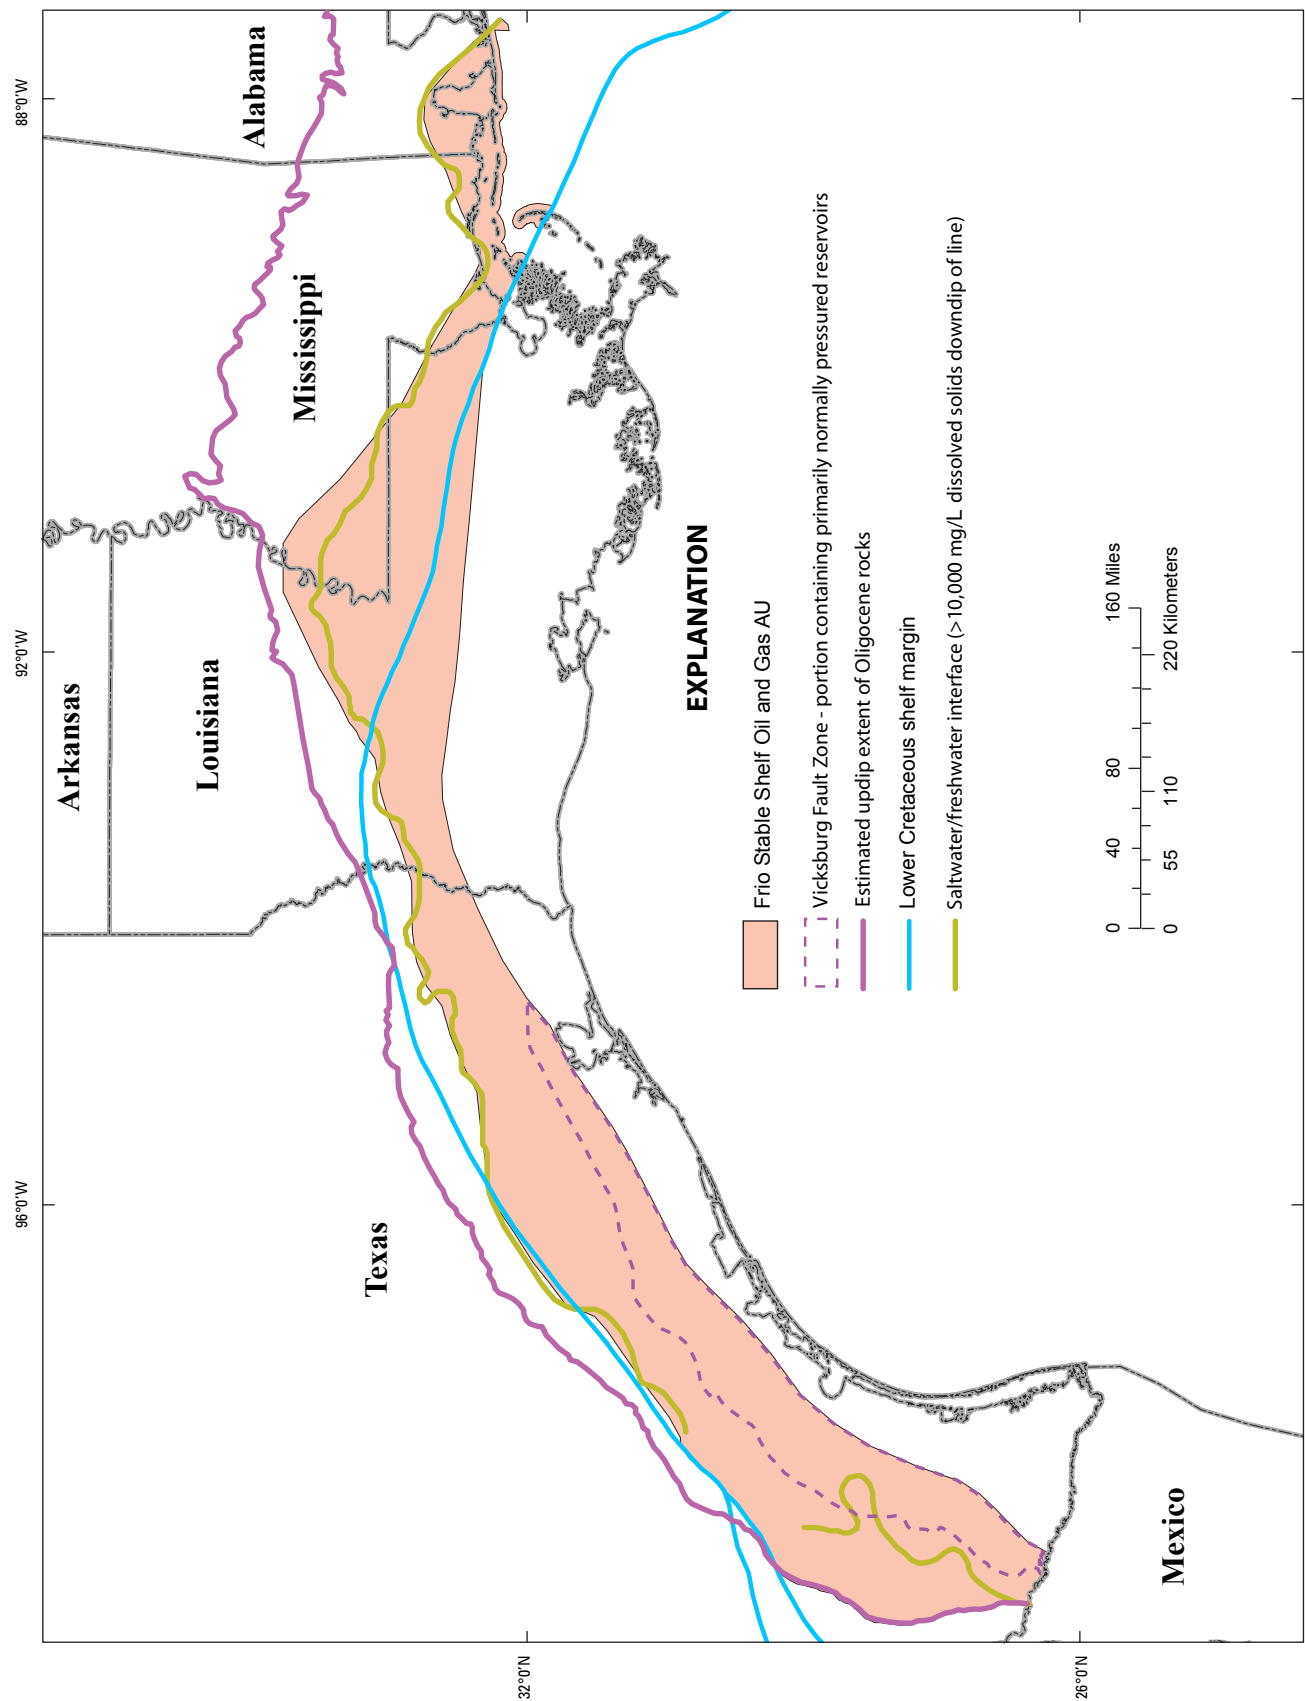 96°0'W
92°0'W
88°0'W
Arkansas
Alabama
Louisiana
Mississippi
Texas
32°0'N
EXPLANATION
Frio Stable Shelf Oil and Gas AU
Vicksburg Fault Zone - portion containing primarily normally pressured reservoirs
Estimated updip extent of Oligocene rocks
Lower Cretaceous shelf margin
Saltwater/freshwater interface (>10,000 mg/L dissolved solids downdip of line)
26°0'N
0 40 80 160 Miles
0 55 110 220 Kilometers
Mexico